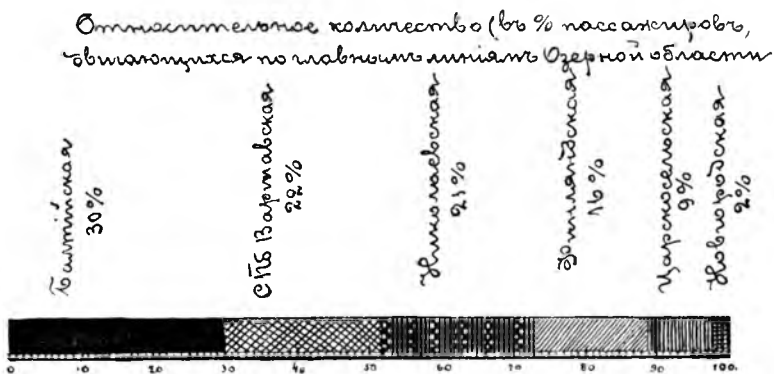 Относительное количество (въ % пассажировъ,
двигающихся по главнымъ линіямъ Озерной области
Балтійская
30%
СПБ Варшавская
22%
Николаевская
21%
Финляндская
16%
Царскосельская
9%
Новгородская
2%
0 10 20 30 40 50 60 70 80 90 100.